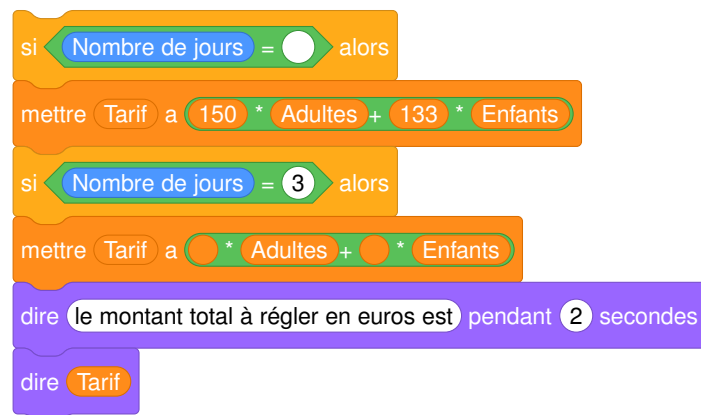 si Nombre de jours = alors
mettre Tarif a 150 * Adultes + 133 * Enfants
si Nombre de jours = 3 alors
mettre Tarif a * Adultes + * Enfants
dire le montant total à régler en euros est pendant 2 secondes
dire Tarif